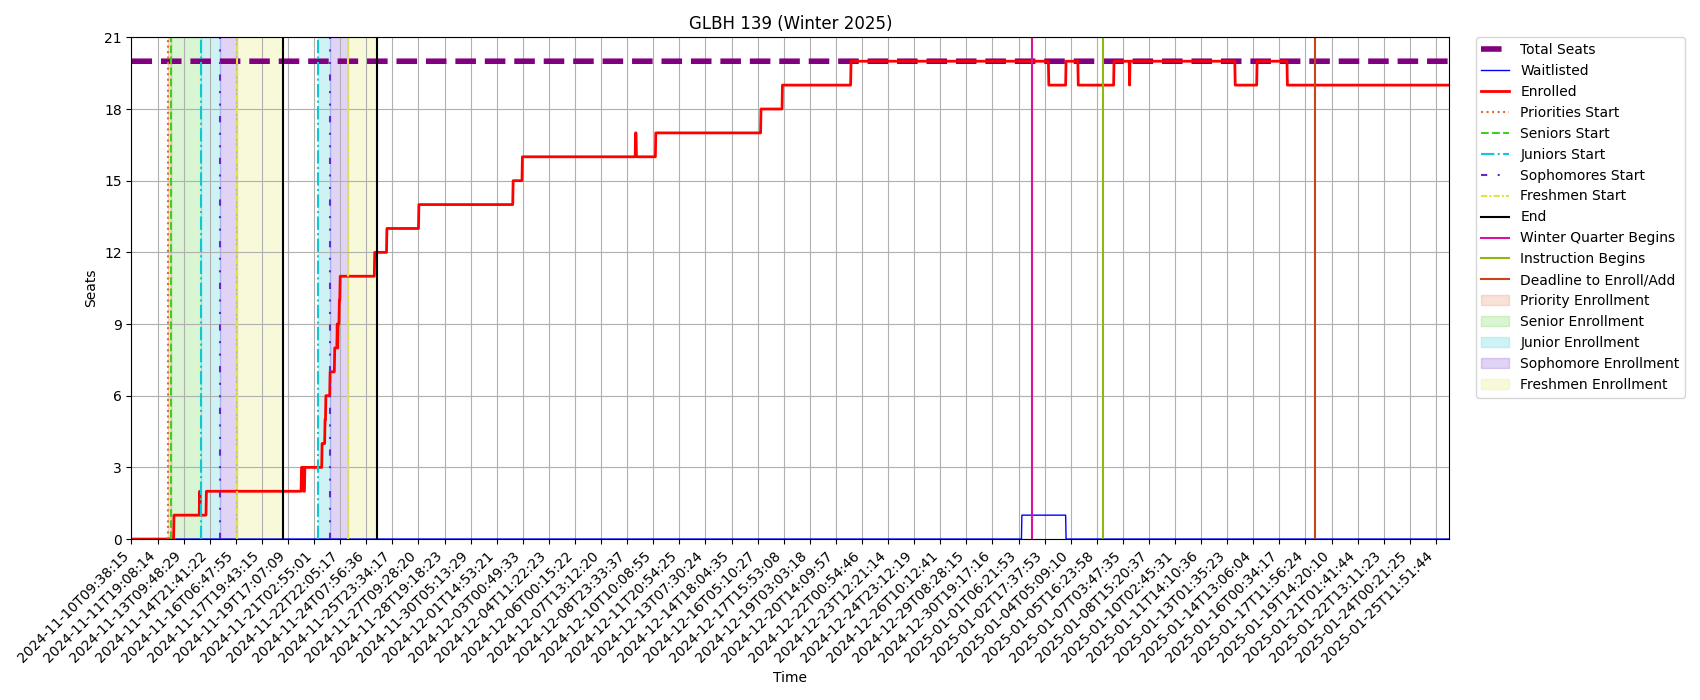 GLBH 139 (Winter 2025)
21
18
15
12
9
6
3
0
Seats
2024-11-10T09:38:15
2024-11-11T19:08:14
2024-11-13T09:48:29
2024-11-14T21:41:22
2024-11-16T06:47:55
2024-11-17T19:43:15
2024-11-19T17:07:09
2024-11-21T02:55:01
2024-11-22T22:05:17
2024-11-24T07:56:36
2024-11-25T23:34:17
2024-11-27T09:28:20
2024-11-28T19:18:23
2024-11-30T05:13:29
2024-12-01T14:53:21
2024-12-03T00:49:33
2024-12-04T11:22:23
2024-12-06T00:15:22
2024-12-07T13:12:20
2024-12-08T23:33:37
2024-12-10T10:08:55
2024-12-11T20:54:25
2024-12-13T07:30:24
2024-12-14T18:04:35
2024-12-16T05:10:27
2024-12-17T15:53:08
2024-12-19T03:03:18
2024-12-20T14:09:57
2024-12-22T00:54:46
2024-12-23T12:21:14
2024-12-24T23:12:19
2024-12-26T10:12:41
2024-12-29T08:28:15
2024-12-30T19:17:16
2025-01-01T06:21:53
2025-01-02T17:37:53
2025-01-04T05:09:10
2025-01-05T16:23:58
2025-01-07T03:47:35
2025-01-08T15:20:37
2025-01-10T02:45:31
2025-01-11T14:10:36
2025-01-13T01:35:23
2025-01-14T13:06:04
2025-01-16T00:34:17
2025-01-17T11:56:24
2025-01-19T14:20:10
2025-01-21T01:41:44
2025-01-22T13:11:23
2025-01-24T00:21:25
2025-01-25T11:51:44
Time
Total Seats
Waitlisted
Enrolled
Priorities Start
Seniors Start
Juniors Start
Sophomores Start
Freshmen Start
End
Winter Quarter Begins
Instruction Begins
Deadline to Enroll/Add
Priority Enrollment
Senior Enrollment
Junior Enrollment
Sophomore Enrollment
Freshmen Enrollment